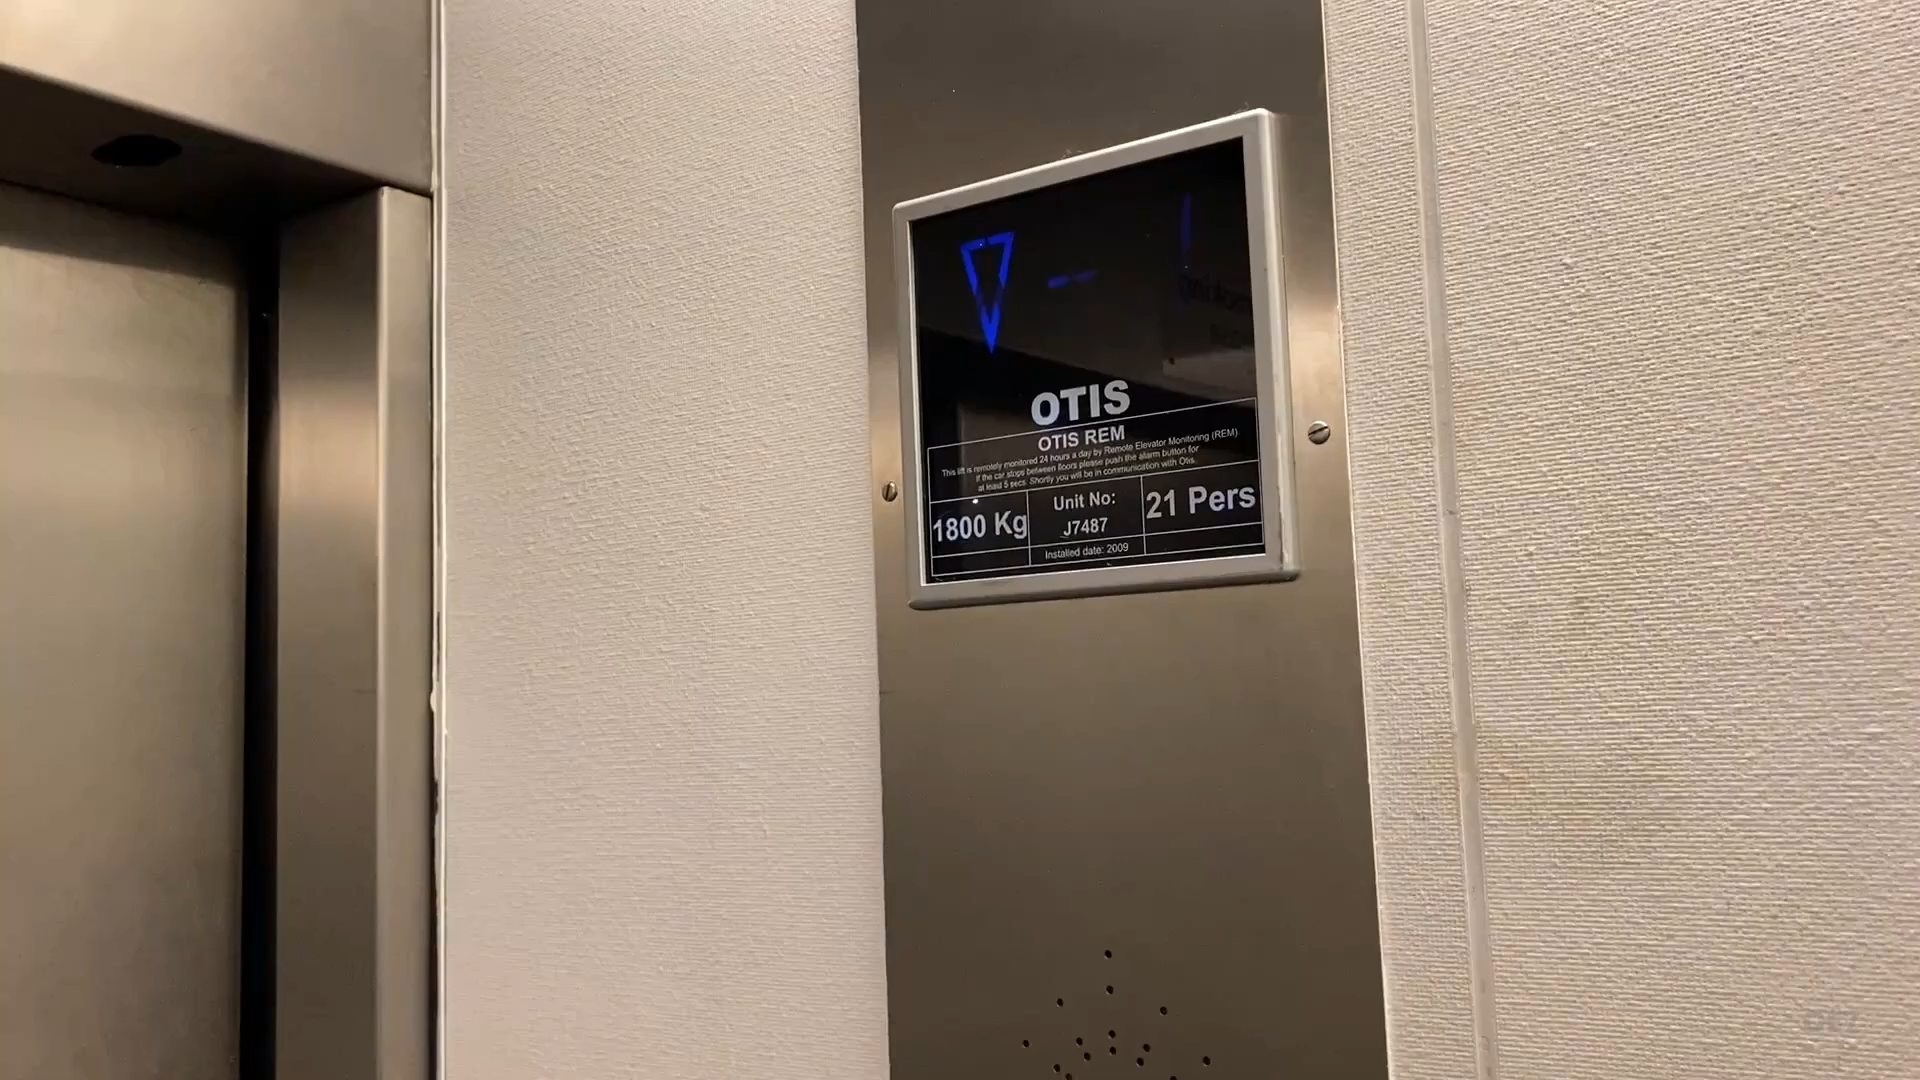 OTIS
OTIS REM
This lift is remotely monitored 24 hours a day by Remote Elevator Monitoring (REM)
if the car stops between floors please push the alarm button for
at least 5 secs. Shortly you will be in communication with Otis.
1800 Kg
Unit No:
J7487
21 Pers
Installed date: 2009